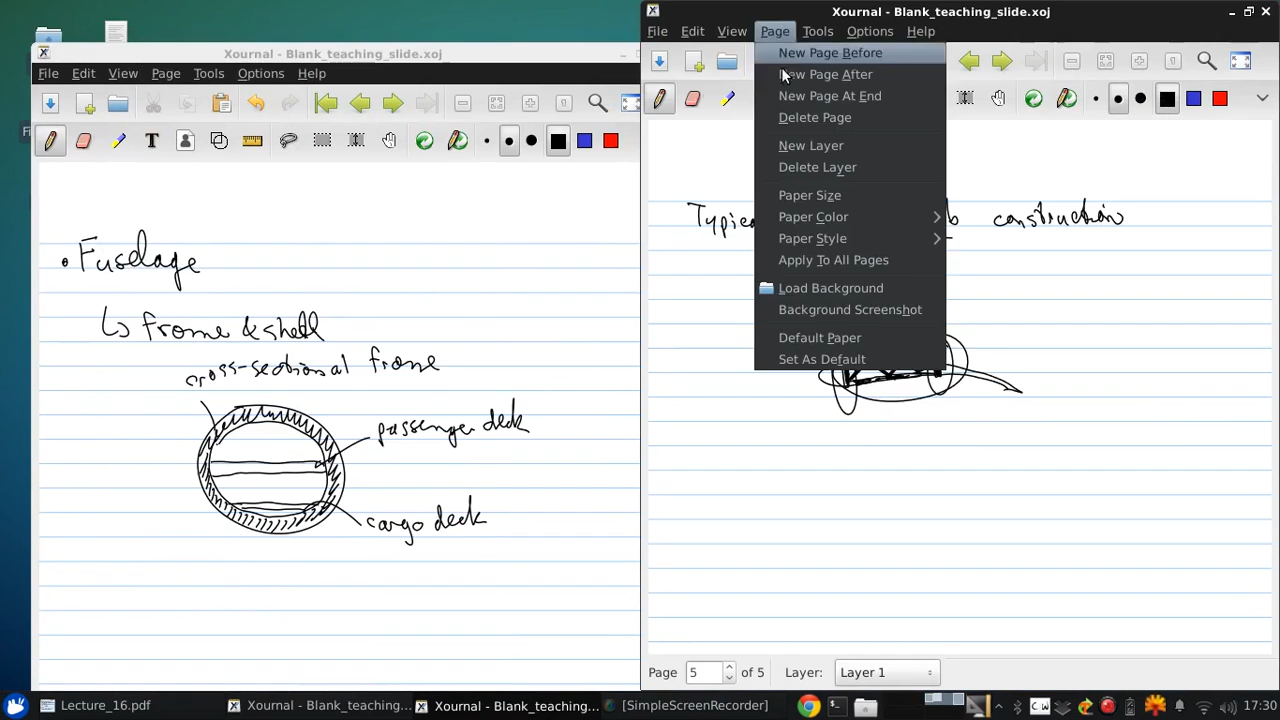 Xournal - Blank_teaching_slide.xoj
File Edit View Page Tools Options Help
• Fuselage
↳ frame & shell
cross-sectional frame
passenger deck
cargo deck
Xournal - Blank_teaching_slide.xoj
File Edit View Page Tools Options Help
New Page Before
New Page After
New Page At End
Delete Page
New Layer
Delete Layer
Paper Size
Paper Color
Paper Style
Apply To All Pages
Load Background
Background Screenshot
Default Paper
Set As Default
construction
Page 5 of 5 Layer: Layer 1
Lecture_16.pdf Xournal - Blank_teaching... Xournal - Blank_teaching... [SimpleScreenRecorder] 17:30